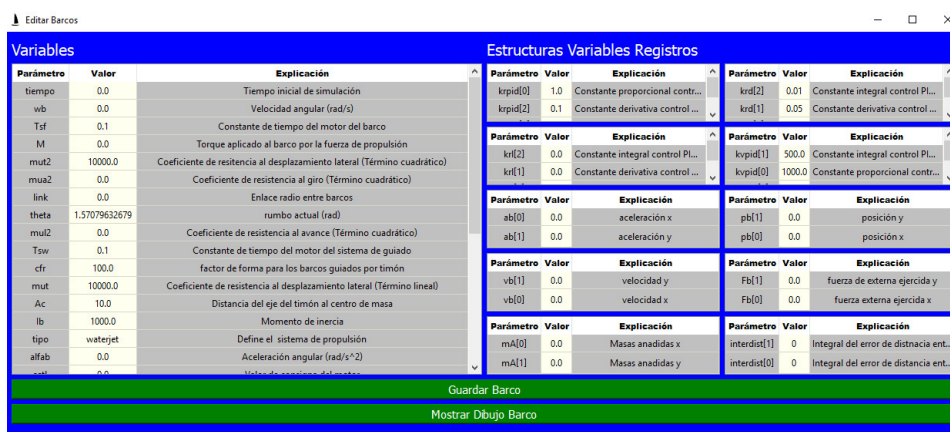 Editar Barcos
Variables
Parámetro Valor Explicación
tiempo 0.0 Tiempo inicial de simulación
wb 0.0 Velocidad angular (rad/s)
Tsf 0.1 Constante de tiempo del motor del barco
M 0.0 Torque aplicado al barco por la fuerza de propulsión
mut2 10000.0 Coeficiente de resitencia al desplazamiento lateral (Término cuadrático)
mua2 0.0 Coeficiente de resistencia al giro (Término cuadrático)
link 0.0 Enlace radio entre barcos
theta 1.57079632679 rumbo actual (rad)
mul2 0.0 Coeficiente de resistencia al avance (Término cuadrático)
Tsw 0.1 Constante de tiempo del motor del sistema de guiado
cfr 100.0 factor de forma para los barcos guiados por timón
mut 10000.0 Coeficiente de resistencia al desplazamiento lateral (Término lineal)
Ac 10.0 Distancia del eje del timón al centro de masa
Ib 1000.0 Momento de inercia
tipo waterjet Define el sistema de propulsión
alfab 0.0 Aceleración angular (rad/s^2)
Estructuras Variables Registros
Parámetro Valor Explicación
krpid[0] 1.0 Constante proporcional contr...
krpid[2] 0.1 Constante derivativa control ...
Parámetro Valor Explicación
krd[2] 0.01 Constante integral control PI...
krd[1] 0.05 Constante derivativa control ...
Parámetro Valor Explicación
krl[2] 0.0 Constante integral control PI...
krl[1] 0.0 Constante derivativa control ...
Parámetro Valor Explicación
kvpid[1] 500.0 Constante integral control PI...
kvpid[0] 1000.0 Constante proporcional contr...
Parámetro Valor Explicación
ab[0] 0.0 aceleración x
ab[1] 0.0 aceleración y
Parámetro Valor Explicación
pb[1] 0.0 posición y
pb[0] 0.0 posición x
Parámetro Valor Explicación
vb[1] 0.0 velocidad y
vb[0] 0.0 velocidad x
Parámetro Valor Explicación
Fb[1] 0.0 fuerza de externa ejercida y
Fb[0] 0.0 fuerza externa ejercida x
Parámetro Valor Explicación
mA[0] 0.0 Masas anadidas x
mA[1] 0.0 Masas anadidas y
Parámetro Valor Explicación
interdist[1] 0 Integral del error de distnacia ent...
interdist[0] 0 Integral del error de distancia ent...
Guardar Barco
Mostrar Dibujo Barco